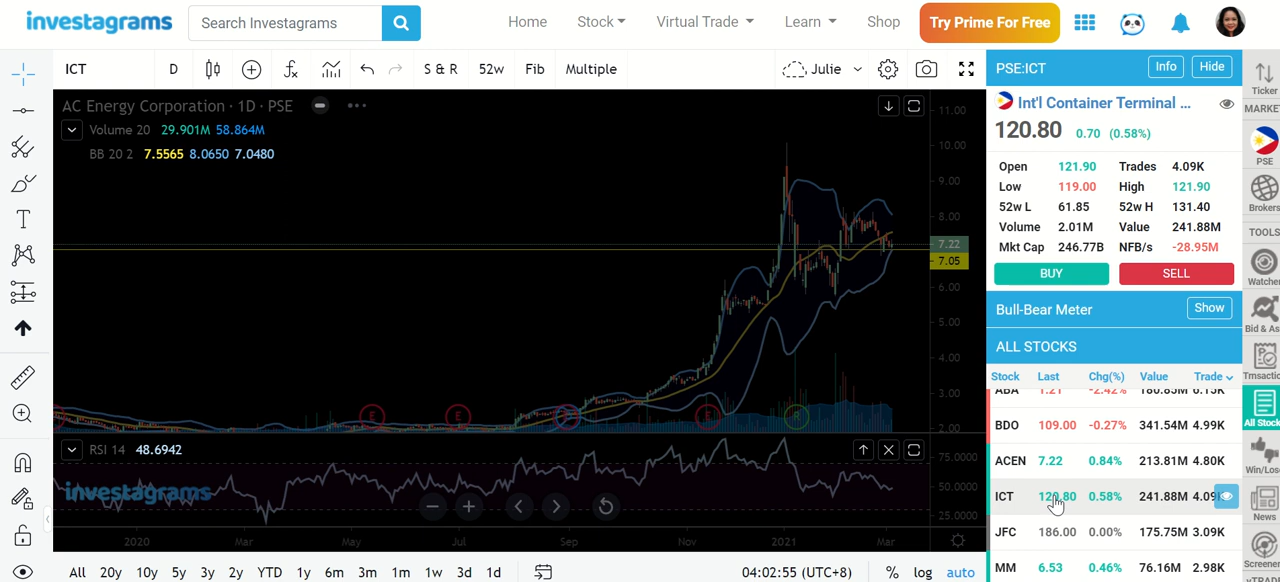 investagrams
Search Investagrams
Home
Stock
Virtual Trade
Learn
Shop
Try Prime For Free
ICT
D
S & R
52w
Fib
Multiple
Julie
AC Energy Corporation · 1D · PSE
Volume 20 29.901M 58.864M
BB 20 2 7.5565 8.0650 7.0480
11.00
10.00
9.00
8.00
7.22
7.05
6.00
5.00
4.00
3.00
2.00
RSI 14 48.6942
75.0000
50.0000
25.0000
investagrams
2020
Mar
May
Jul
Sep
Nov
2021
Mar
All 20y 10y 5y 3y 2y YTD 1y 6m 3m 1m 1w 3d 1d
04:02:55 (UTC+8)
% log auto
PSE:ICT
Info
Hide
Int'l Container Terminal ...
120.80 0.70 (0.58%)
Open 121.90 Trades 4.09K
Low 119.00 High 121.90
52w L 61.85 52w H 131.40
Volume 2.01M Value 241.88M
Mkt Cap 246.77B NFB/s -28.95M
BUY
SELL
Bull-Bear Meter
Show
ALL STOCKS
Stock Last Chg(%) Value Trade
BDO 109.00 -0.27% 341.54M 4.99K
ACEN 7.22 0.84% 213.81M 4.80K
ICT 120.80 0.58% 241.88M
JFC 186.00 0.00% 175.75M 3.09K
MM 6.53 0.46% 76.16M 2.98K
Ticker
MARKE
PSE
Brokers
TOOLS
Watche
Bid & As
All Stock
Win/Los
News
Screene